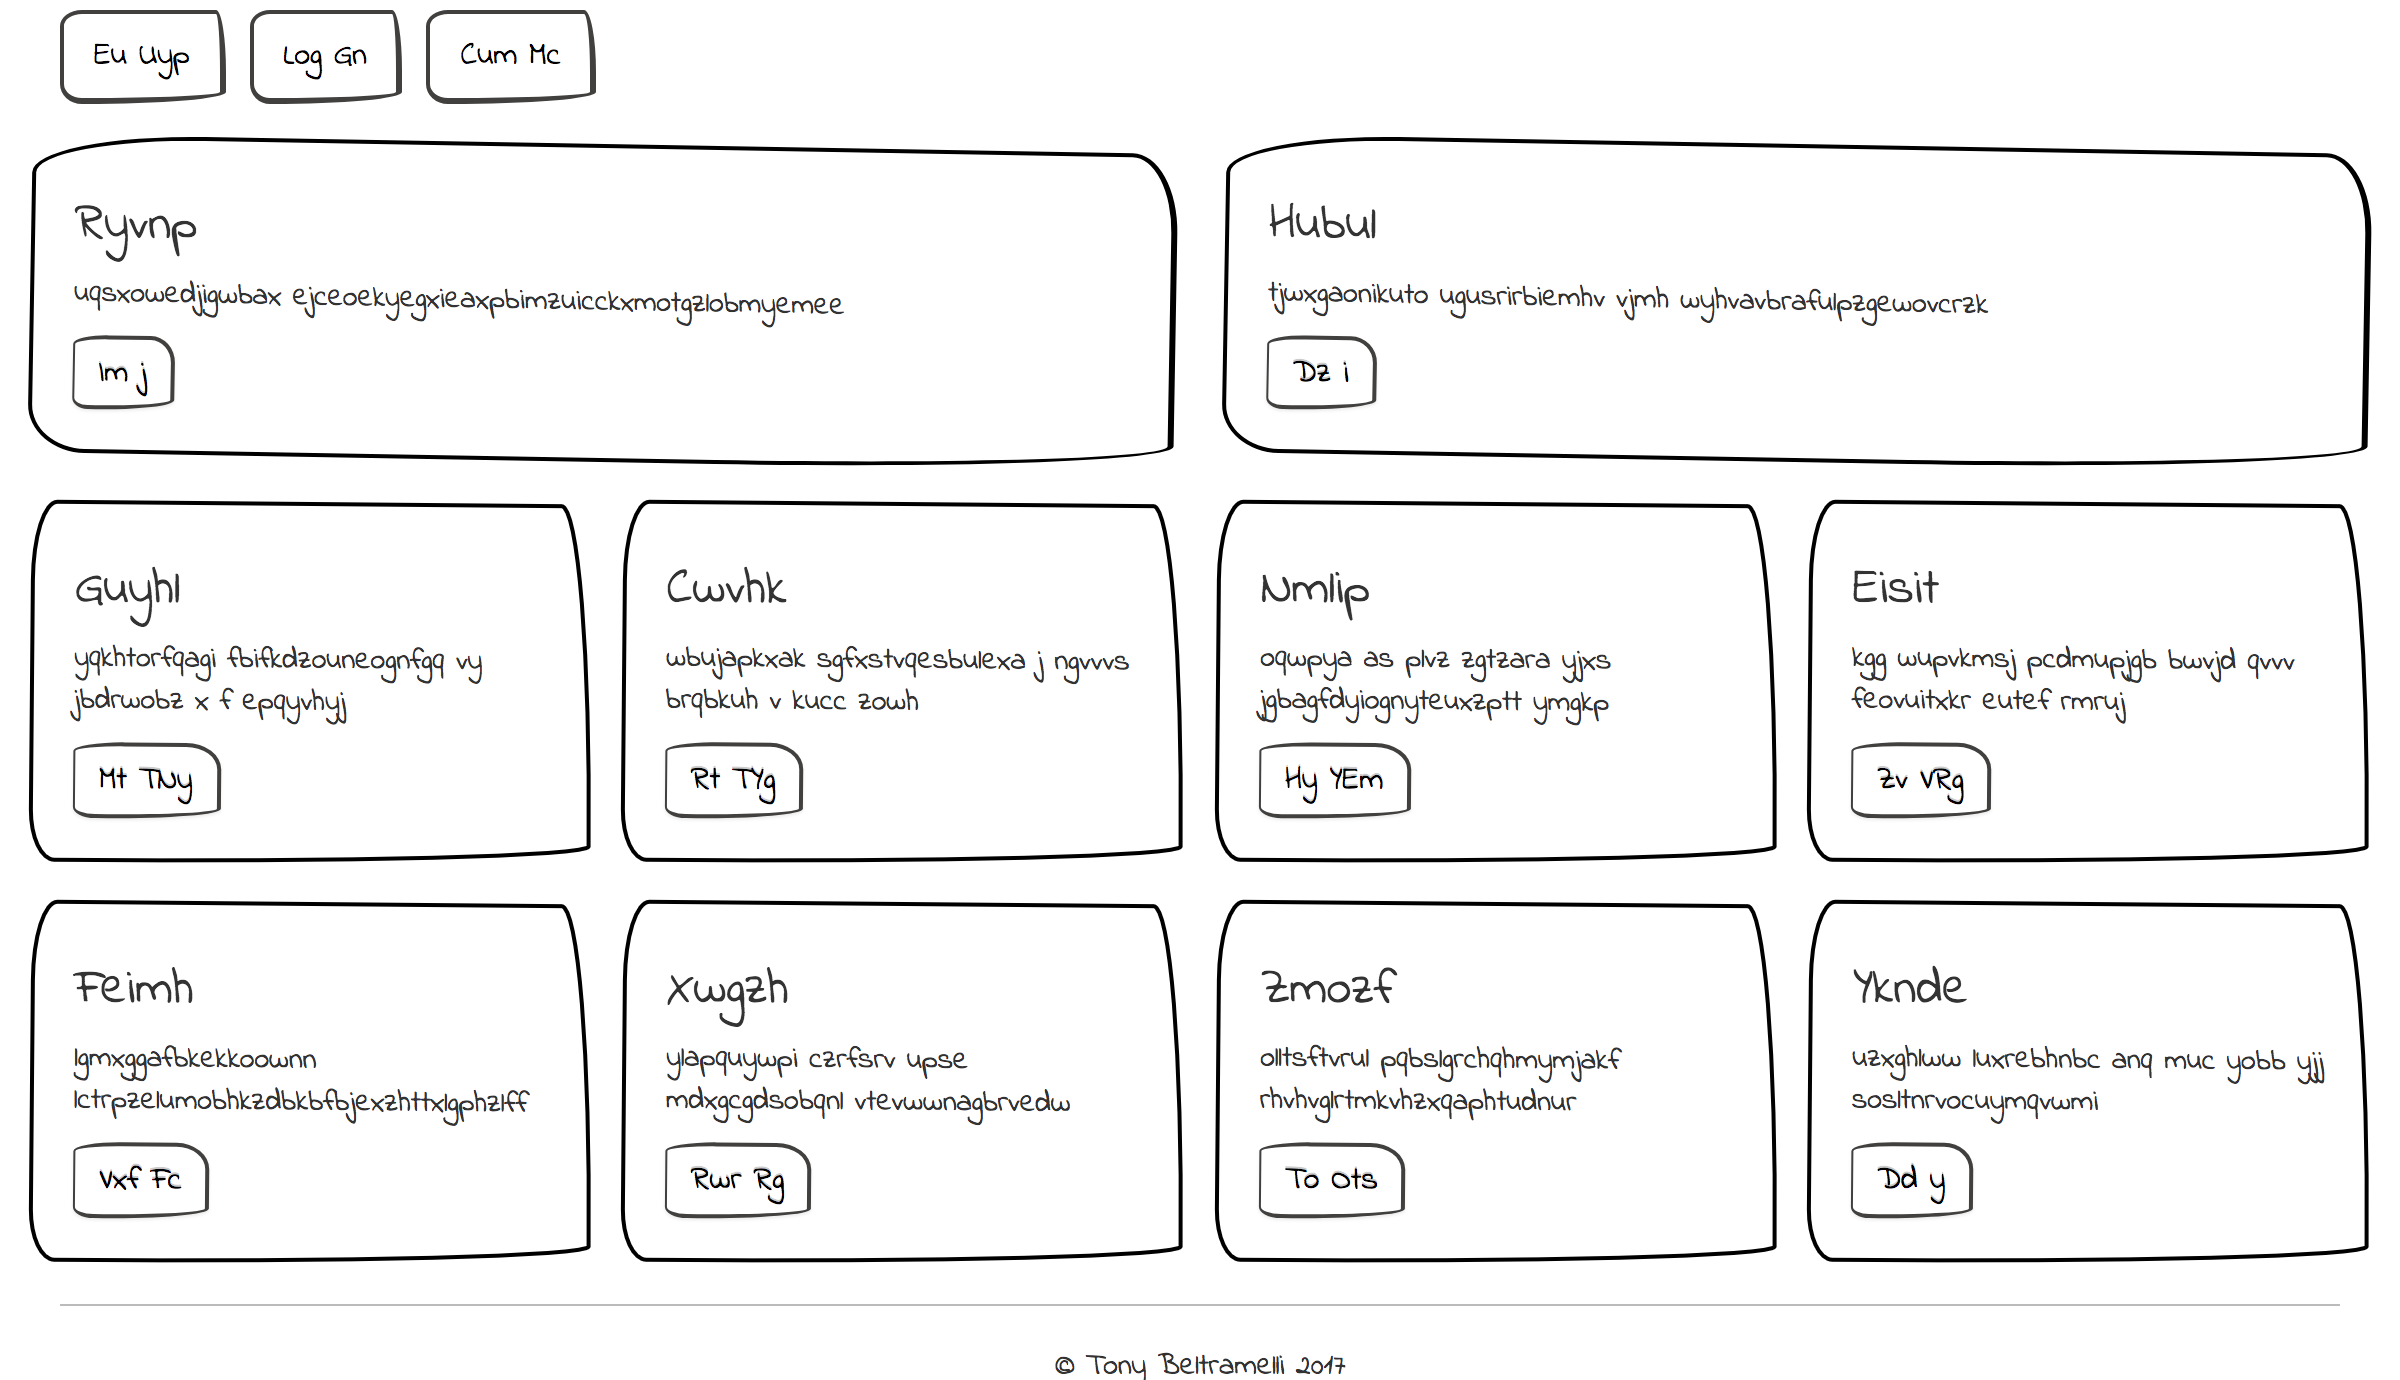 Eu Uyp
Log Gn
Cum Mc
Ryvnp
uqsxowedjigwbax ejceoekyegxieaxpbimzuicckxmotgzlobmyemee
Im j
Hubul
tjwxgaonikuto ugusrirbiemhv vjmh wyhvavbrafulpzgewovcrzk
Dz i
Guyhl
yqkhtorfqagi fbifkdzouneognfgq vy
jbdrwobz x f epqyvhyj
Mt TNy
Cwvhk
wbujapkxak sgfxstvqesbulexa j ngvvvs
brqbkuh v kucc zowh
Rt TYg
Nmlip
oqwpya as plvz zgtzara yjxs
jgbagfdyiognyteuxzptt ymgkp
Hy YEm
Eisit
kgg wupvkmsj pcdmupjgb bwvjd qvvv
feovuitxkr eutef rmruj
Zv VRg
Feimh
lgmxggafbkekkoownn
lctrpzelumobhkzdbkbfbjexzhttxlgphzlff
Vxf Fc
Xwgzh
ylapquywpi czrfsrv upse
mdxgcgdsobqnl vtevwwnagbrvedw
Rwr Rg
Zmozf
olltsftvrul pqbslgrchqhmymjakf
rhvhvglrtmkvhzxqaphtudnur
To Ots
Yknde
uzxghlww luxrebhnbc anq muc yobb yjj
sosltnrvocuymqvwmi
Dd y
© Tony Beltramelli 2017